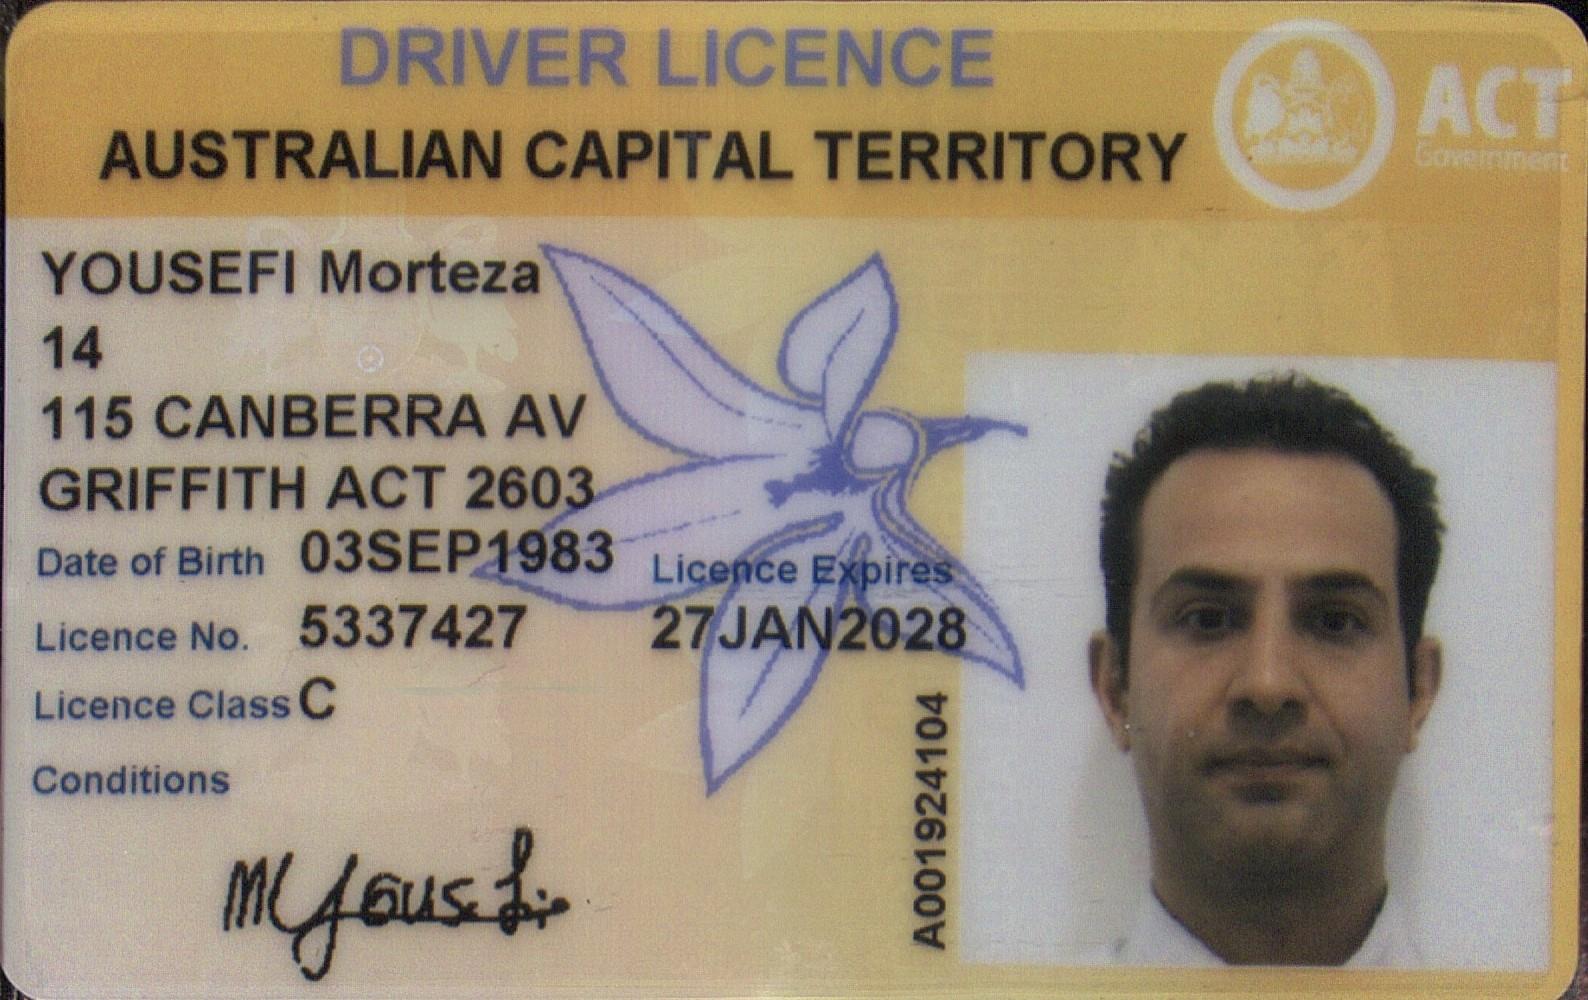 DRIVER LICENCE
AUSTRALIAN CAPITAL TERRITORY
ACT
Government
YOUSEFI Morteza
14
115 CANBERRA AV
GRIFFITH ACT 2603
Date of Birth 03SEP1983
Licence Expires
Licence No. 5337427
27JAN2028
Licence Class C
Conditions
A001924104
M Yousefi